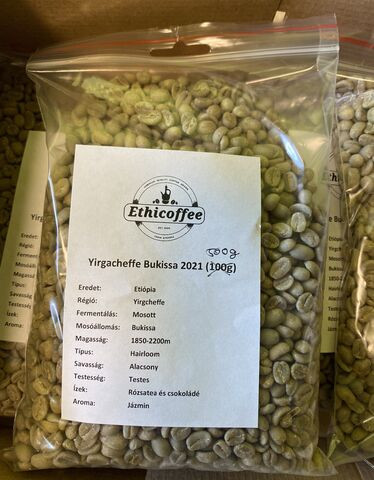 Ethicoffee
500g
Yirgacheffe Bukissa 2021 (100g)
Eredet: Etiópia
Régió: Yirgcheffe
Fermentálás: Mosott
Mosóállomás: Bukissa
Magasság: 1850-2200m
Típus: Hairloom
Savasság: Alacsony
Testesség: Testes
Ízek: Rózsatea és csokoládé
Aroma: Jázmin